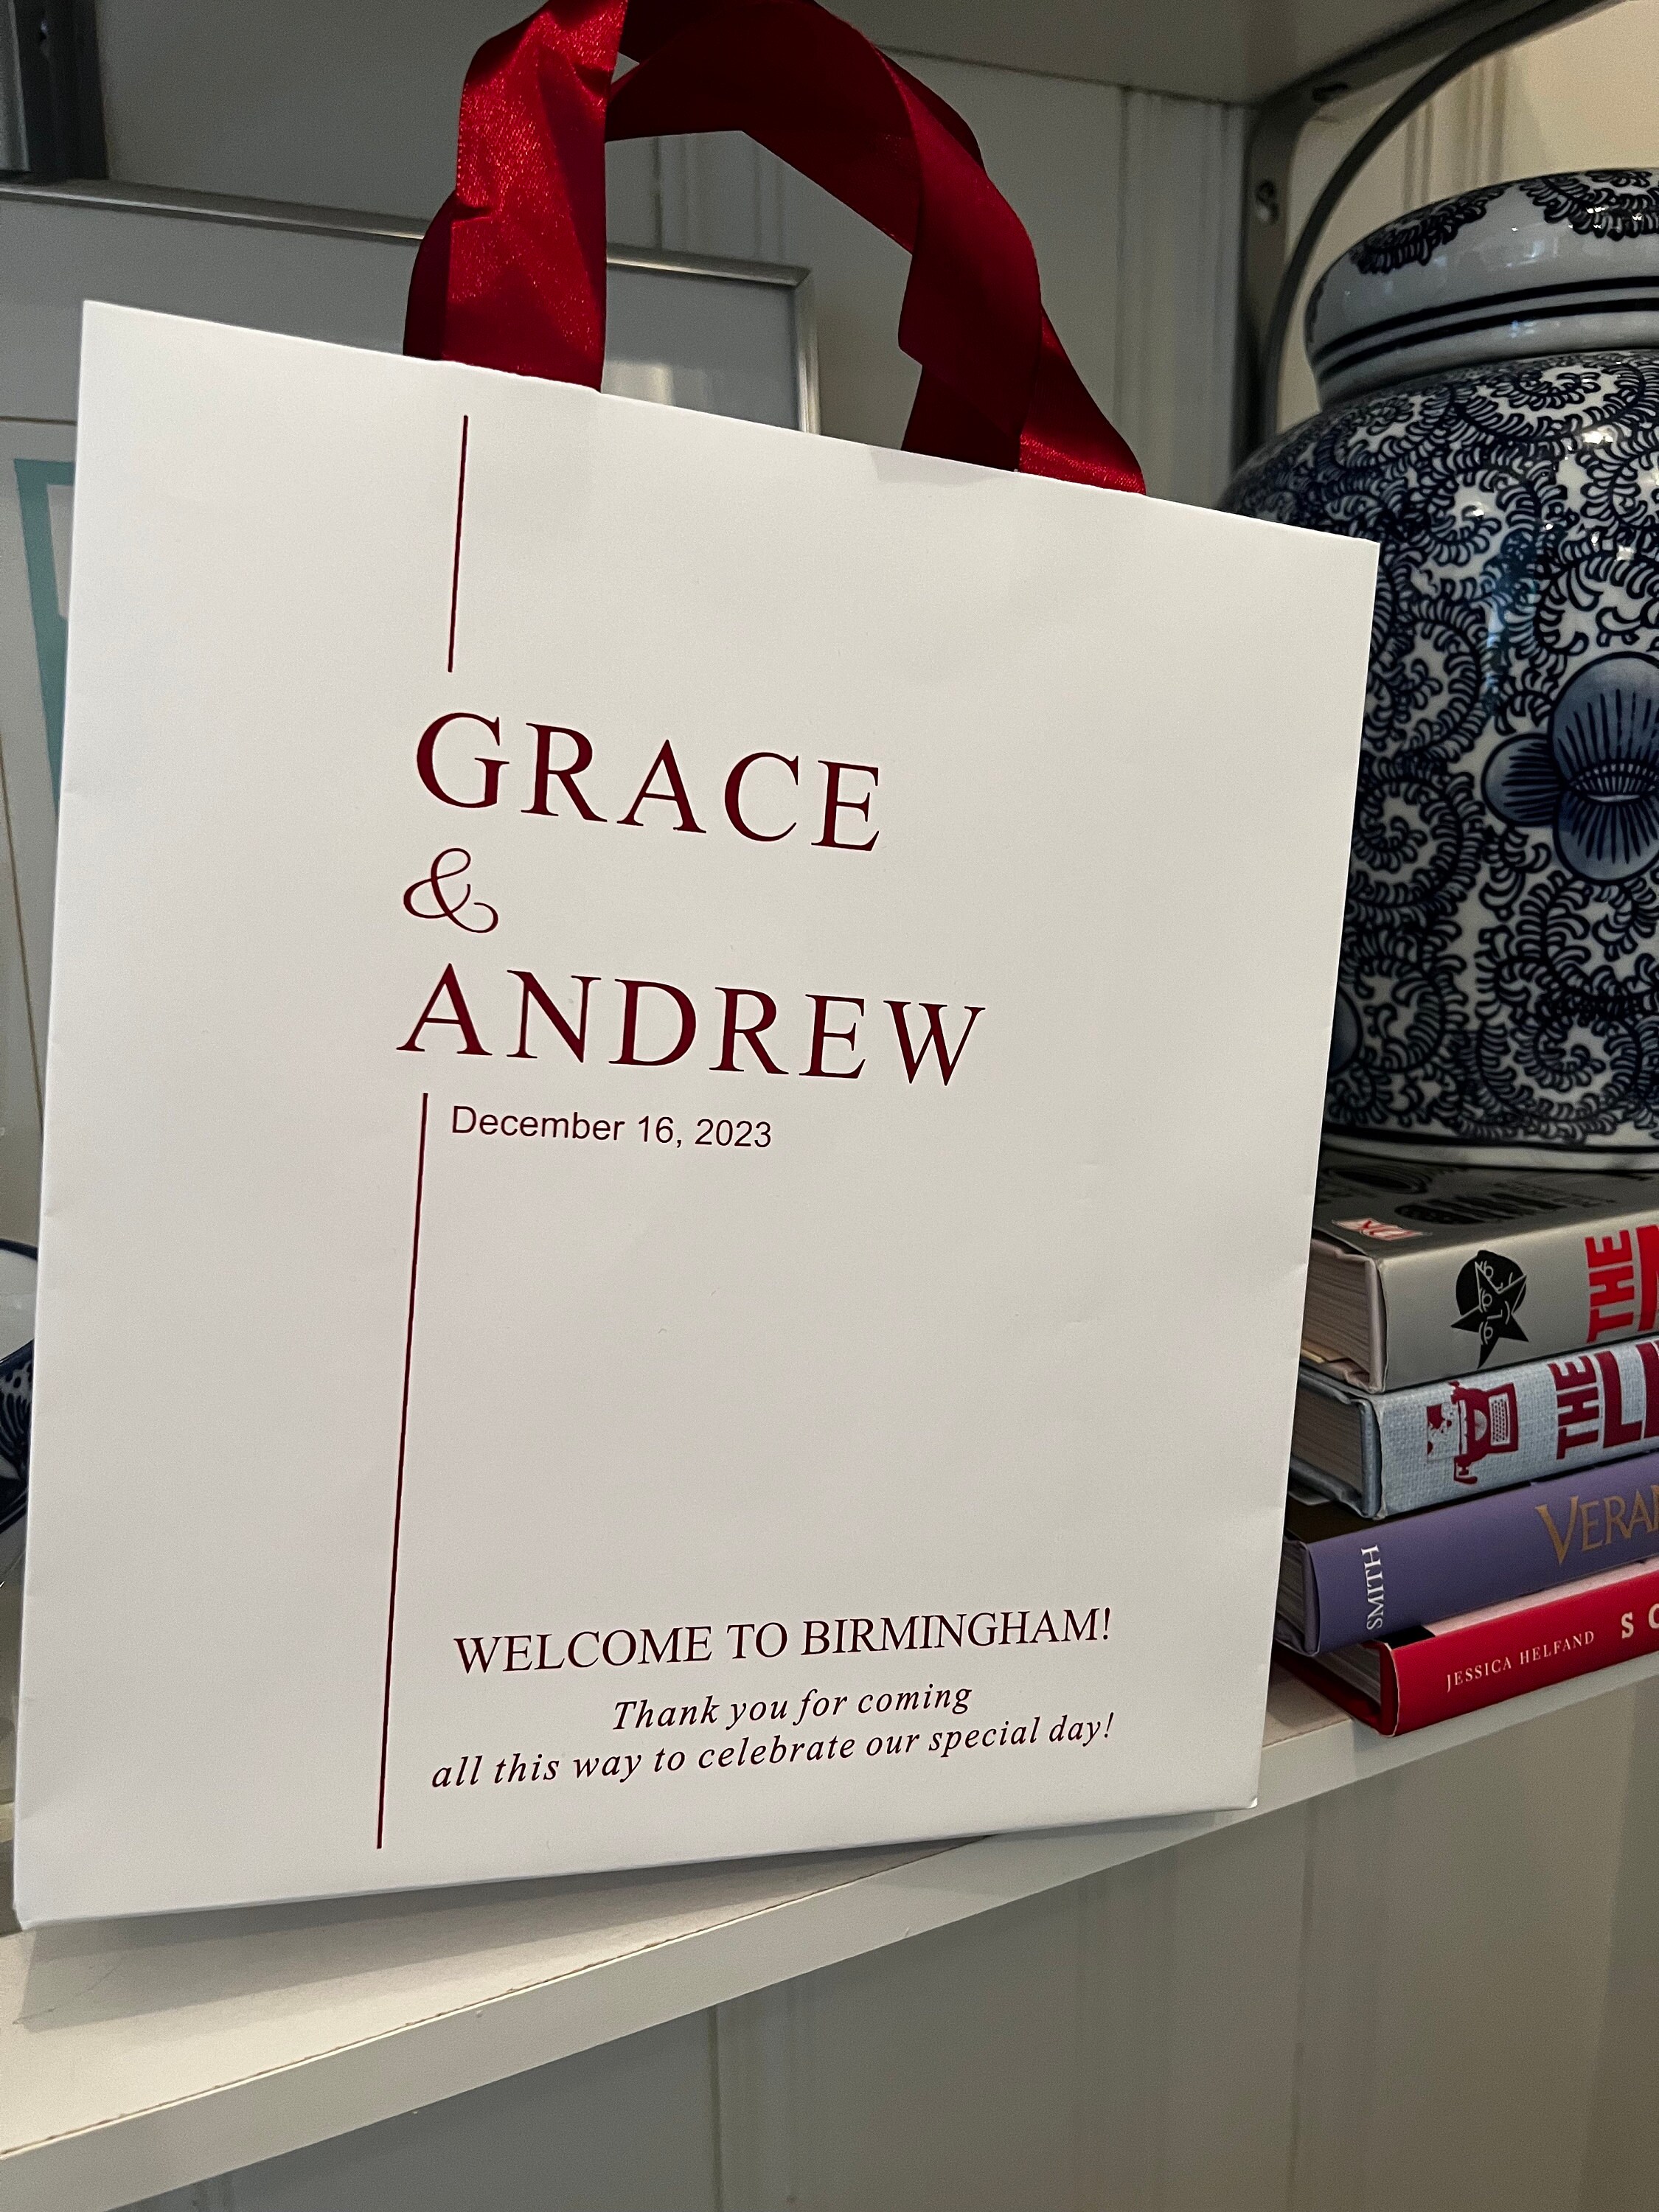 GRACE
&
ANDREW
December 16, 2023
WELCOME TO BIRMINGHAM!
Thank you for coming
all this way to celebrate our special day!
THE
THE
SMITH
JESSICA HELFAND